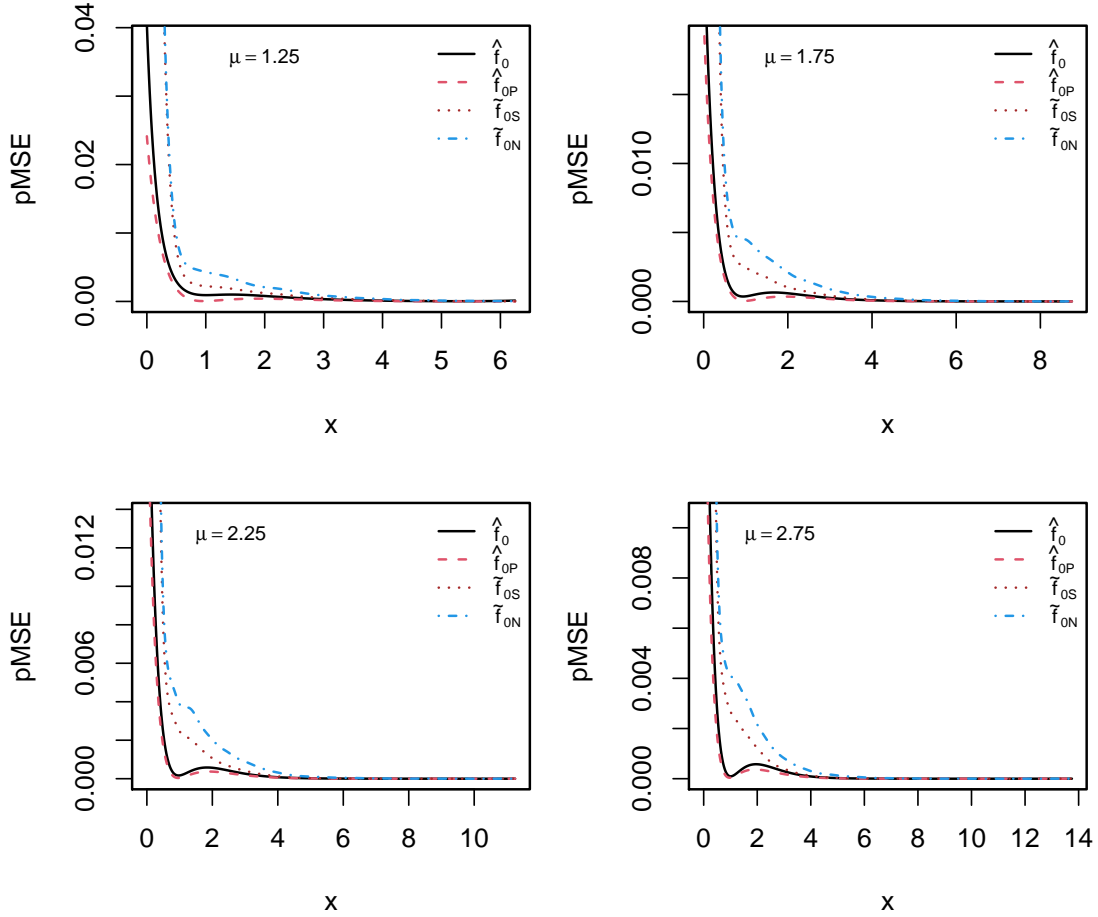 0.04
0.02
0.00
pMSE
μ = 1.25
f̂₀
f̂₀P
f̃₀S
f̃₀N
0 1 2 3 4 5 6
x
0.010
0.000
pMSE
μ = 1.75
f̂₀
f̂₀P
f̃₀S
f̃₀N
0 2 4 6 8
x
0.012
0.006
0.000
pMSE
μ = 2.25
f̂₀
f̂₀P
f̃₀S
f̃₀N
0 2 4 6 8 10
x
0.008
0.004
0.000
pMSE
μ = 2.75
f̂₀
f̂₀P
f̃₀S
f̃₀N
0 2 4 6 8 10 12 14
x